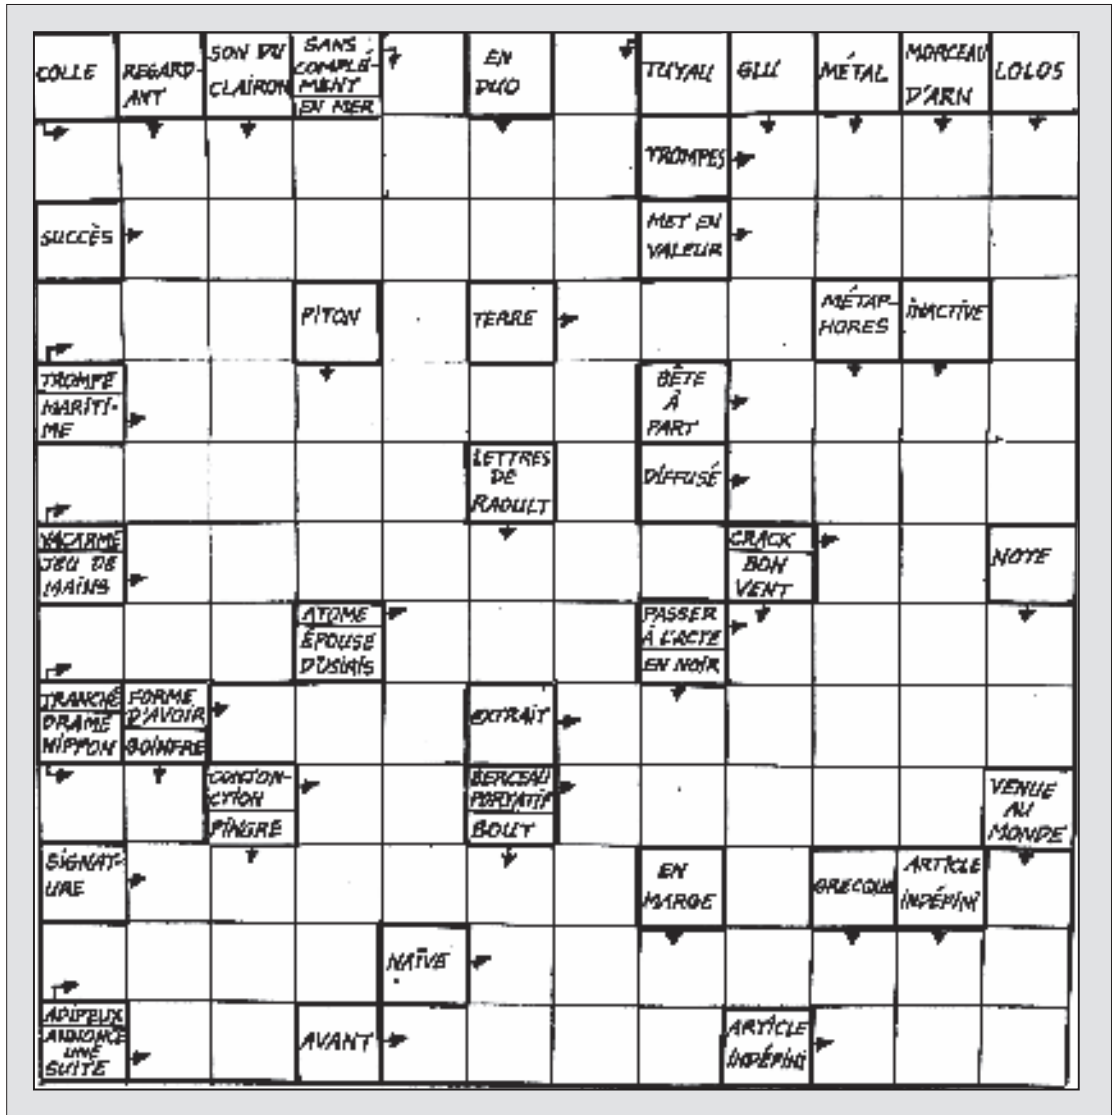 COLLE
REGARD-
ANT
SON DU
CLAIRON
SANS
COMPLÉ-
MENT
EN MER
EN
DUO
TUYAU
GLU
MÉTAL
MORCEAU
D'ARN
LOLOS
TROMPES
SUCCÈS
MET EN
VALEUR
PITON
TERRE
MÉTAP-
HORES
INACTIVE
TROMPE
MARITI-
ME
BÊTE
À
PART
LETTRES
DE
RAOULT
DIFFUSÉ
VACARME
JEU DE
MAINS
CRACK
BON
VENT
NOTE
ATOME
ÉPOUSE
D'OSIRIS
PASSER
À L'ACTE
EN NOIR
TRANCHÉ
DRAME
NIPPON
FORME
D'AVOIR
GOINFRE
EXTRAIT
CONJON-
CTION
PINGRE
BERCEAU
PORTATIF
BOUT
VENUE
AU
MONDE
SIGNAT-
URE
EN
MARGE
GRECQUE
ARTICLE
INDÉFINI
NAÏVE
ADIPEUX
ANNONCE
UNE
SUITE
AVANT
ARTICLE
INDÉFINI